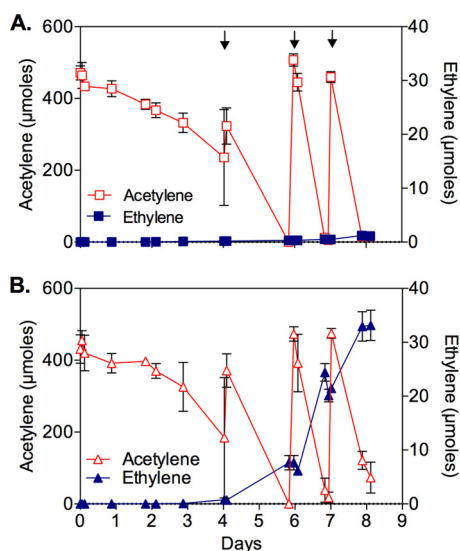 A.
600
400
200
0
Acetylene (μmoles)
Acetylene
Ethylene
40
30
20
10
0
Ethylene (μmoles)
B.
600
400
200
0
Acetylene (μmoles)
Acetylene
Ethylene
40
30
20
10
0
Ethylene (μmoles)
0 1 2 3 4 5 6 7 8 9
Days